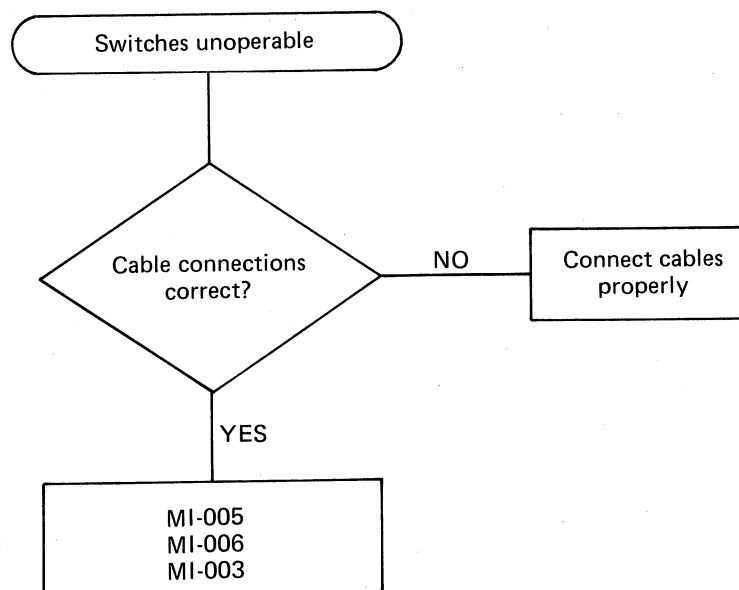 Switches unoperable
Cable connections
correct?
NO
Connect cables
properly
YES
MI-005
MI-006
MI-003